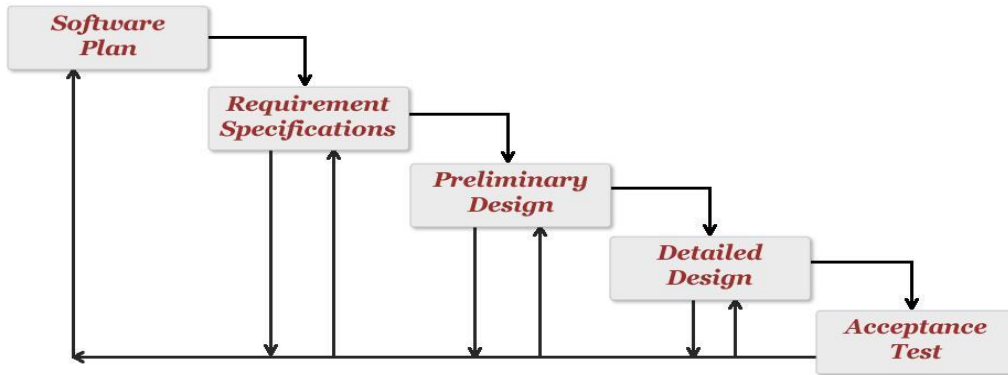 Software
Plan
Requirement
Specifications
Preliminary
Design
Detailed
Design
Acceptance
Test